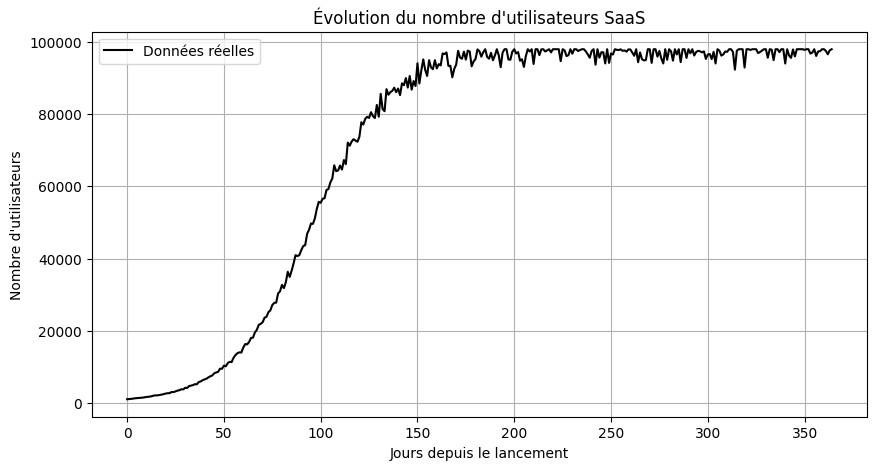 Évolution du nombre d'utilisateurs SaaS
Données réelles
Nombre d'utilisateurs
100000
80000
60000
40000
20000
0
0 50 100 150 200 250 300 350
Jours depuis le lancement